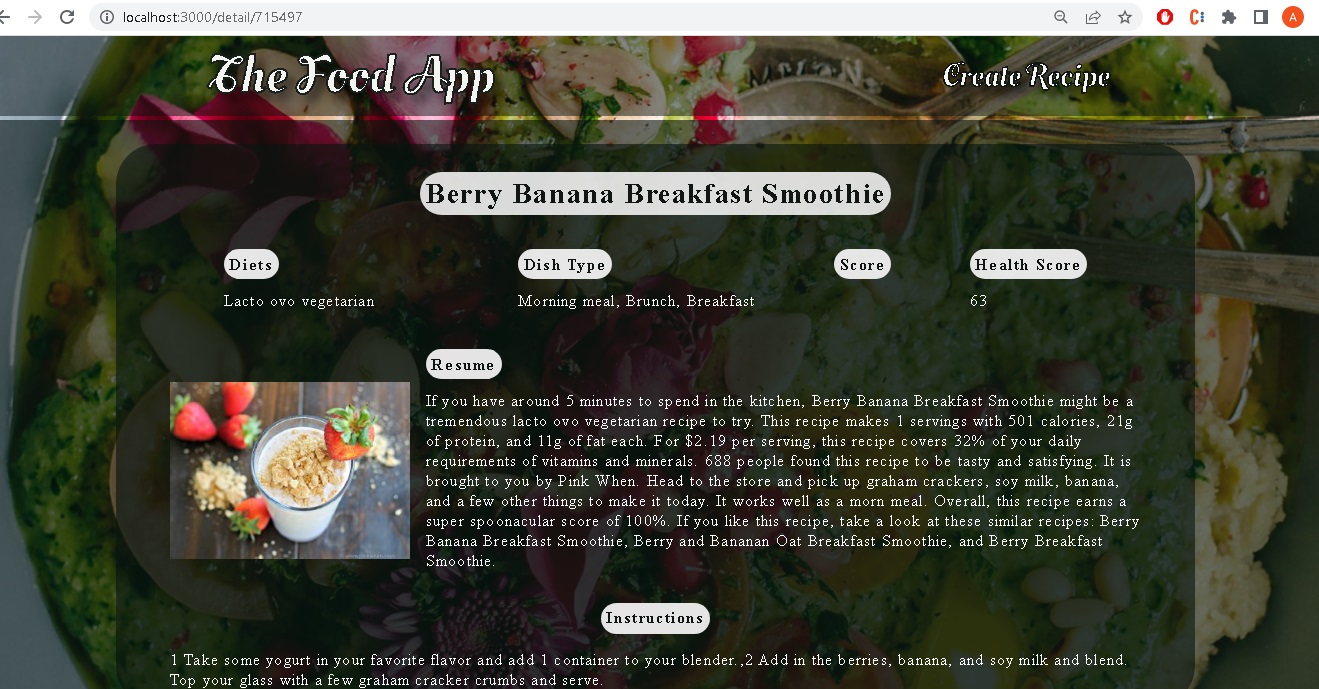 localhost:3000/detail/715497
A
The Food App
Create Recipe
Berry Banana Breakfast Smoothie
Diets
Dish Type
Score
Health Score
Lacto ovo vegetarian
Morning meal, Brunch, Breakfast
63
Resume
If you have around 5 minutes to spend in the kitchen, Berry Banana Breakfast Smoothie might be a
tremendous lacto ovo vegetarian recipe to try. This recipe makes 1 servings with 501 calories, 21g
of protein, and 11g of fat each. For $2.19 per serving, this recipe covers 32% of your daily
requirements of vitamins and minerals. 688 people found this recipe to be tasty and satisfying. It is
brought to you by Pink When. Head to the store and pick up graham crackers, soy milk, banana,
and a few other things to make it today. It works well as a morn meal. Overall, this recipe earns a
super spoonacular score of 100%. If you like this recipe, take a look at these similar recipes: Berry
Banana Breakfast Smoothie, Berry and Bananan Oat Breakfast Smoothie, and Berry Breakfast
Smoothie.
Instructions
1 Take some yogurt in your favorite flavor and add 1 container to your blender.,2 Add in the berries, banana, and soy milk and blend.
Top your glass with a few graham cracker crumbs and serve.